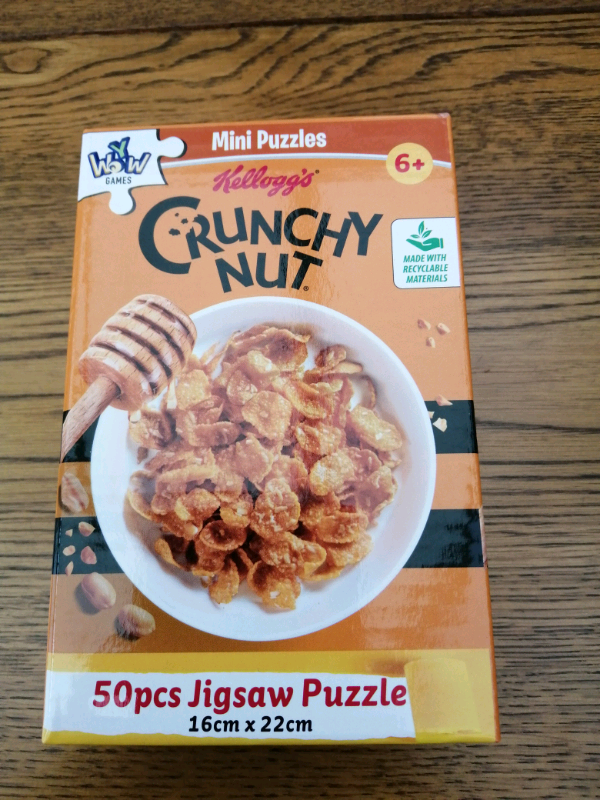 Mini Puzzles
WOW
GAMES
6+
Kellogg's
CRUNCHY
NUT®
MADE WITH
RECYCLABLE
MATERIALS
50pcs Jigsaw Puzzle
16cm x 22cm